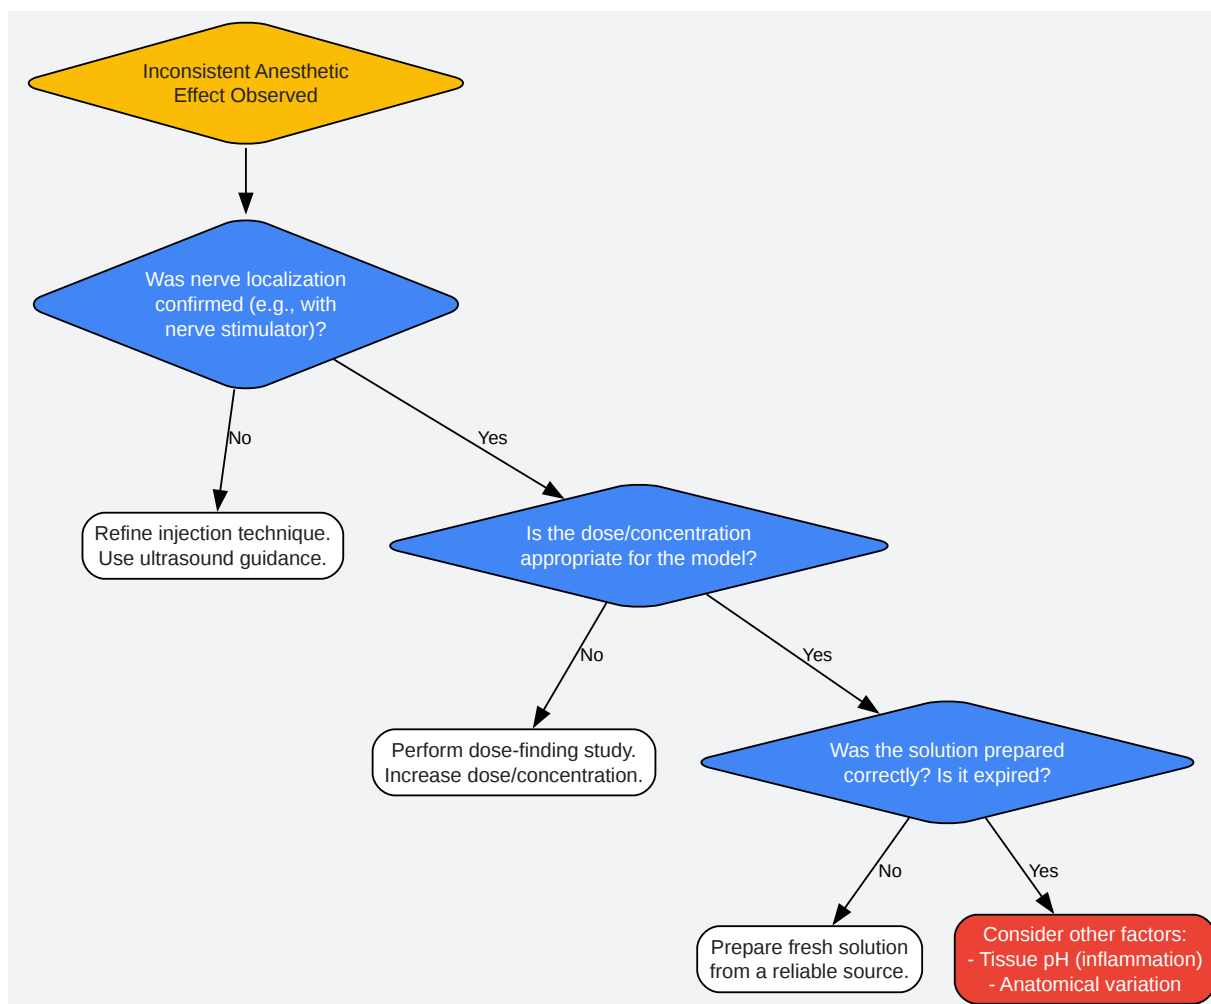 Inconsistent Anesthetic
Effect Observed
Was nerve localization
confirmed (e.g., with
nerve stimulator)?
No
Yes
Refine injection technique.
Use ultrasound guidance.
Is the dose/concentration
appropriate for the model?
No
Yes
Perform dose-finding study.
Increase dose/concentration.
Was the solution prepared
correctly? Is it expired?
No
Yes
Prepare fresh solution
from a reliable source.
Consider other factors:
- Tissue pH (inflammation)
- Anatomical variation